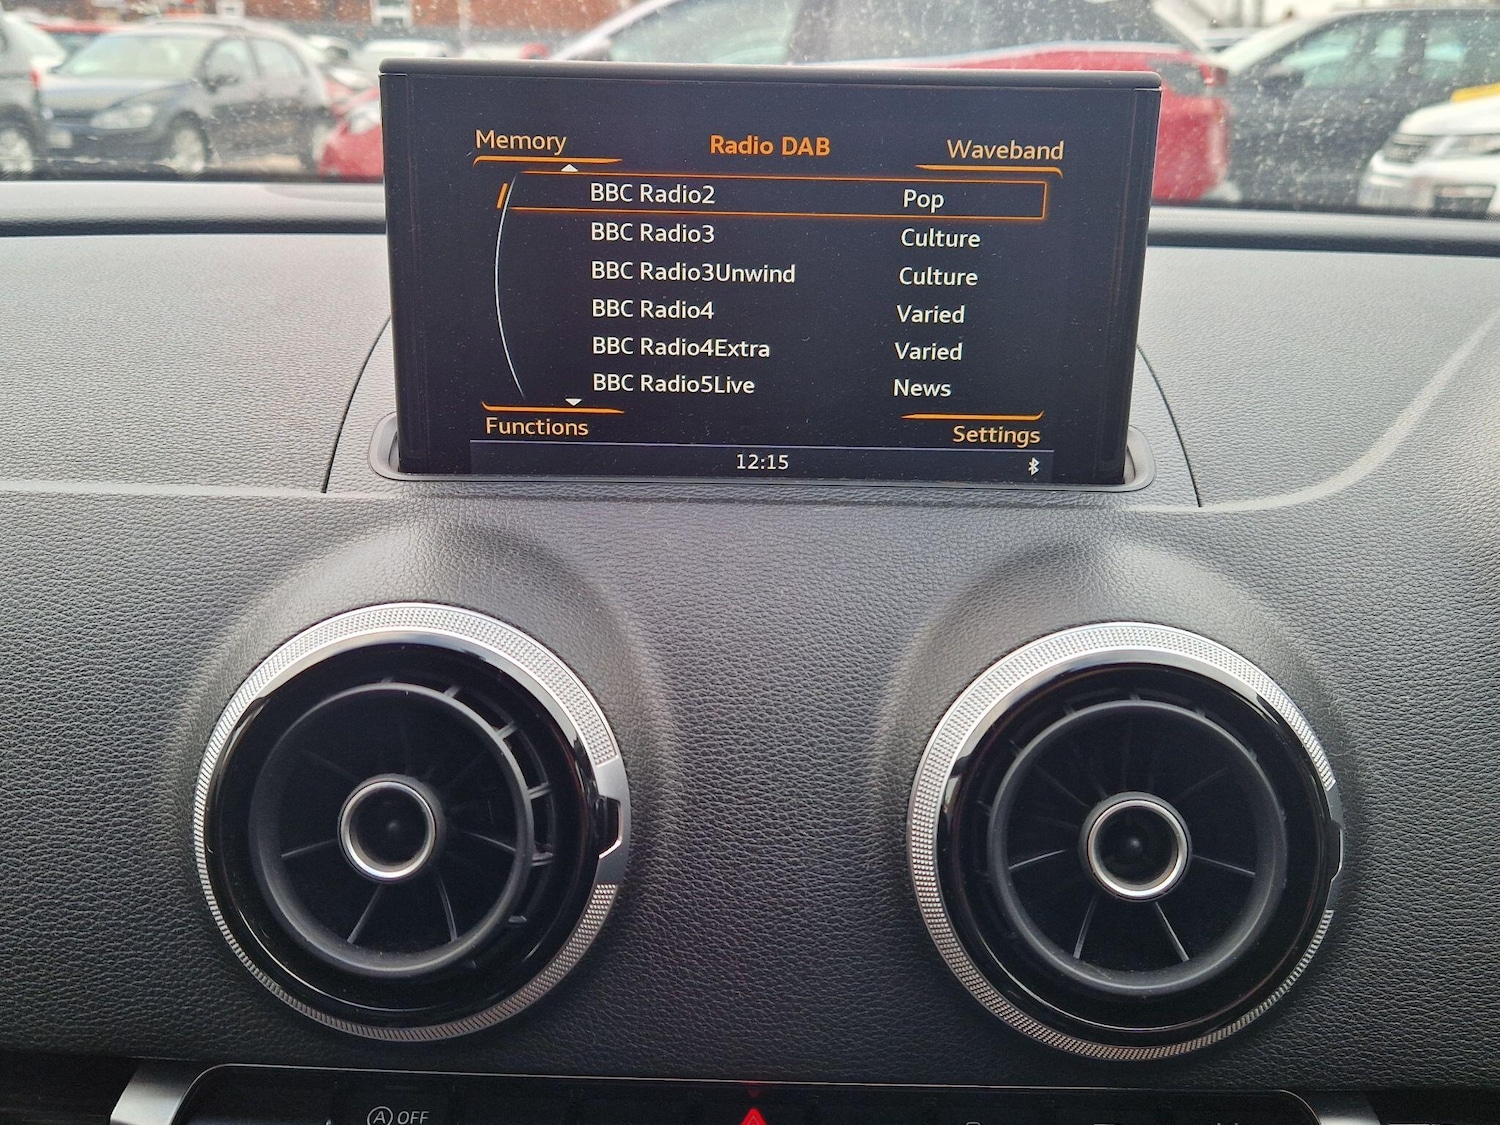 Memory Radio DAB Waveband
BBC Radio2 Pop
BBC Radio3 Culture
BBC Radio3Unwind Culture
BBC Radio4 Varied
BBC Radio4Extra Varied
BBC Radio5Live News
Functions Settings
12:15
A OFF